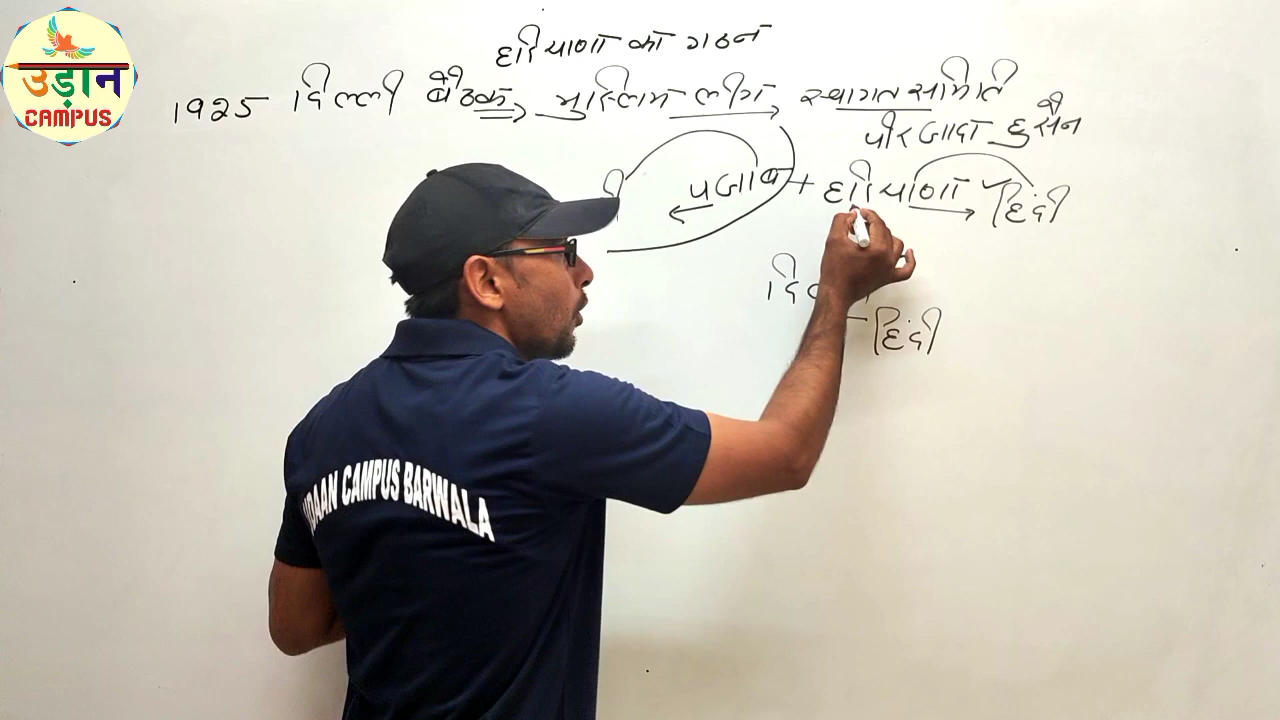 उड़ान
CAMPUS
हरियाणा का गठन
1925 दिल्ली बैठक मुस्लिम लीग स्वागत समिति
पीरजादा हुसैन
पंजाब + हरियाणा हिंदी
हिंदी
UDAAN CAMPUS BARWALA